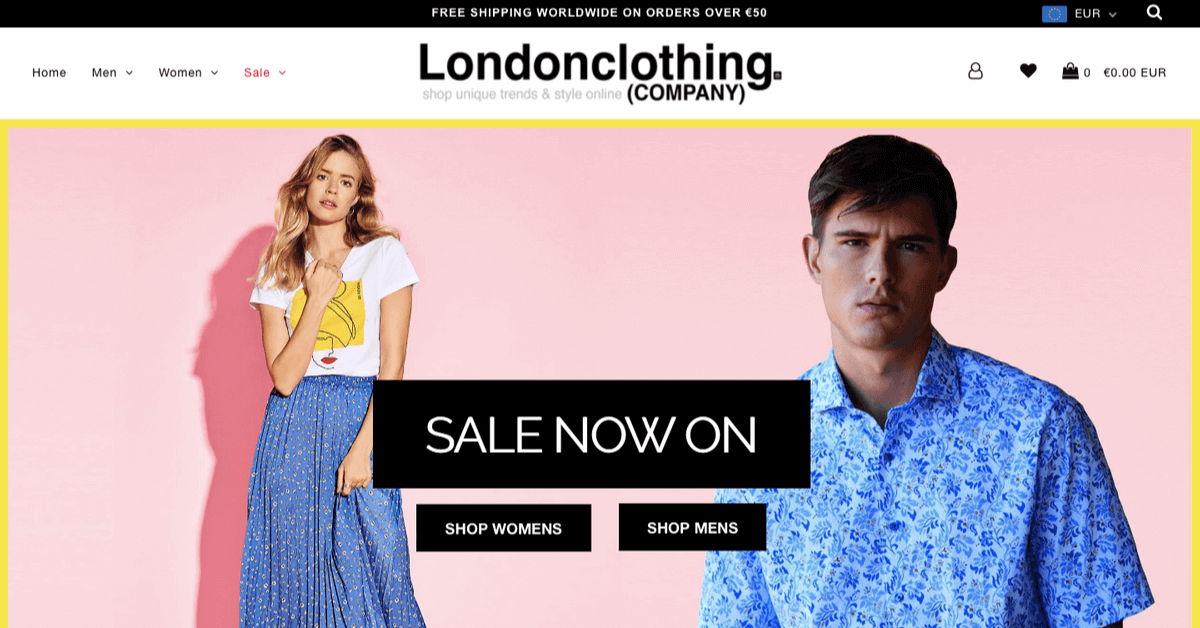 FREE SHIPPING WORLDWIDE ON ORDERS OVER €50
EUR
Home Men Women Sale
Londonclothing.
shop unique trends & style online (COMPANY)
0 €0.00 EUR
SALE NOW ON
SHOP WOMENS SHOP MENS